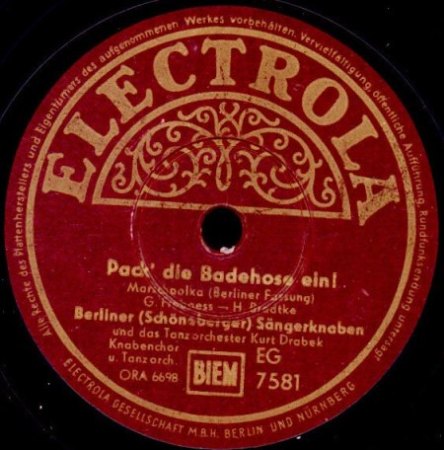 Alle Rechte des Plattenherstellers und Eigentümers des aufgenommenen Werkes vorbehalten. Vervielfältigung, öffentliche Aufführung, Rundfunksendung untersagt
ELECTROLA
Pack' die Badehose ein!
polka (Berliner Fassung)
G. Froboess — H. Bradtke
Berliner (Schöneberger) Sängerknaben
und das Tanzorchester Kurt Drabek
Knabenchor
u. Tanzorch.
EG
ORA 6698
BIEM
7581
ELECTROLA GESELLSCHAFT M.B.H. BERLIN UND NÜRNBERG